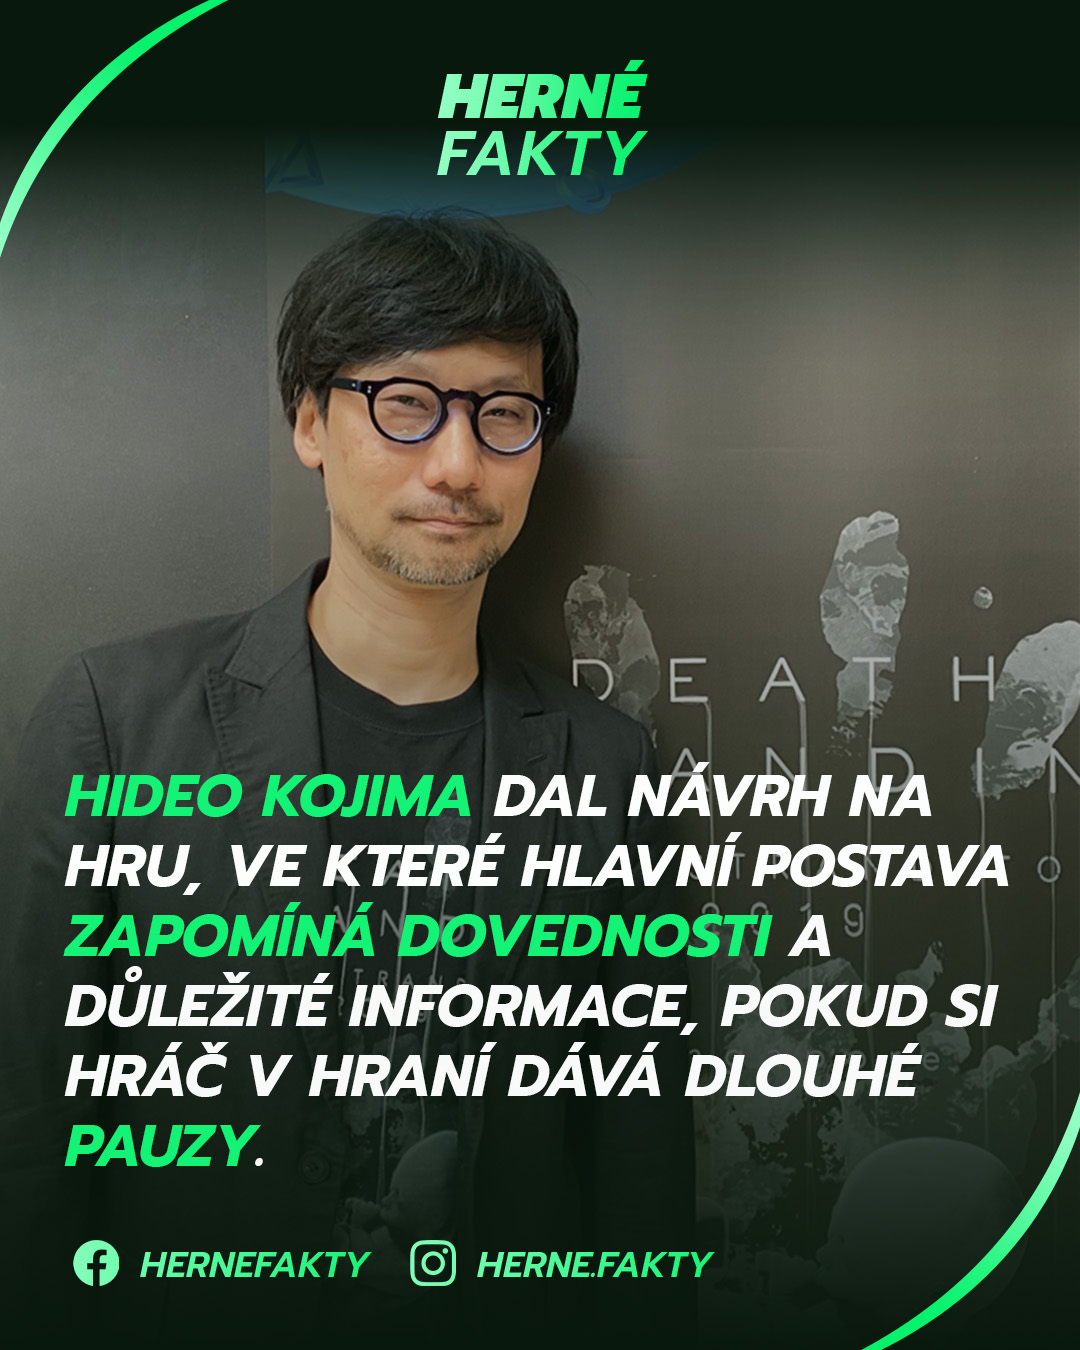 HERNÉ
FAKTY
DEATH
ANDIN
HIDEO KOJIMA DAL NÁVRH NA
HRU, VE KTERÉ HLAVNÍ POSTAVA
ZAPOMÍNÁ DOVEDNOSTI A
DŮLEŽITÉ INFORMACE, POKUD SI
HRÁČ V HRANÍ DÁVÁ DLOUHÉ
PAUZY.
HERNEFAKTY
HERNE.FAKTY